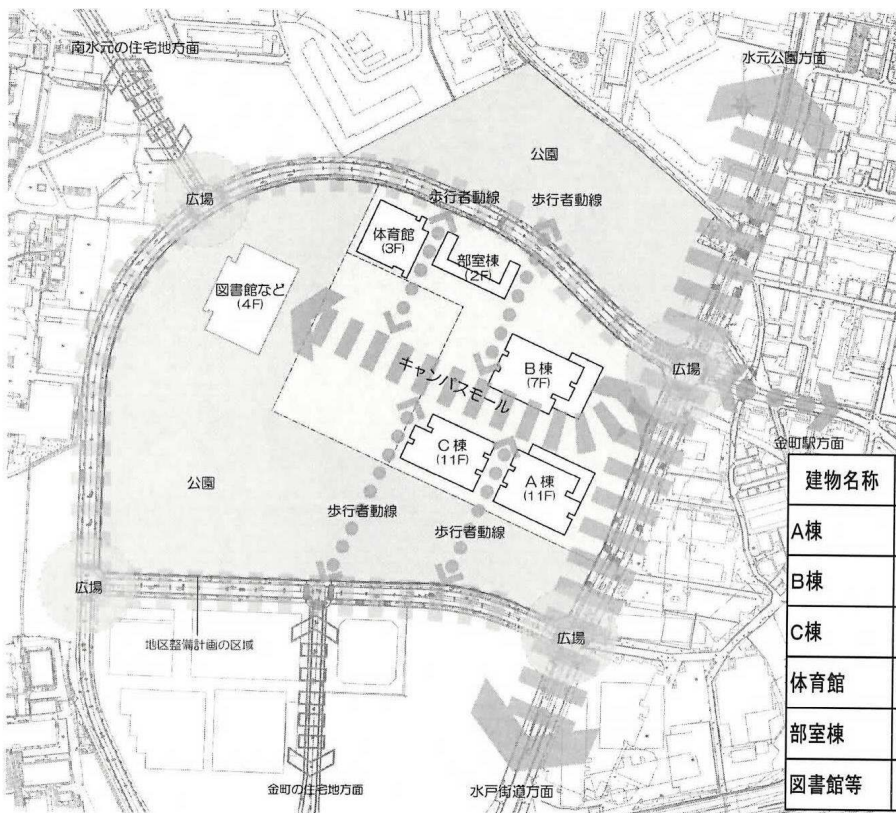 南水元の住宅地方面
水元公園方面
公園
歩行者動線
歩行者動線
広場
体育館
(3F)
部室棟
(2F)
図書館など
(4F)
キャンパスモール
B棟
(7F)
広場
金町駅方面
C棟
(11F)
A棟
(11F)
公園
歩行者動線
歩行者動線
広場
地区整備計画の区域
広場
金町の住宅地方面
水戸街道方面
建物名称
A棟
B棟
C棟
体育館
部室棟
図書館等